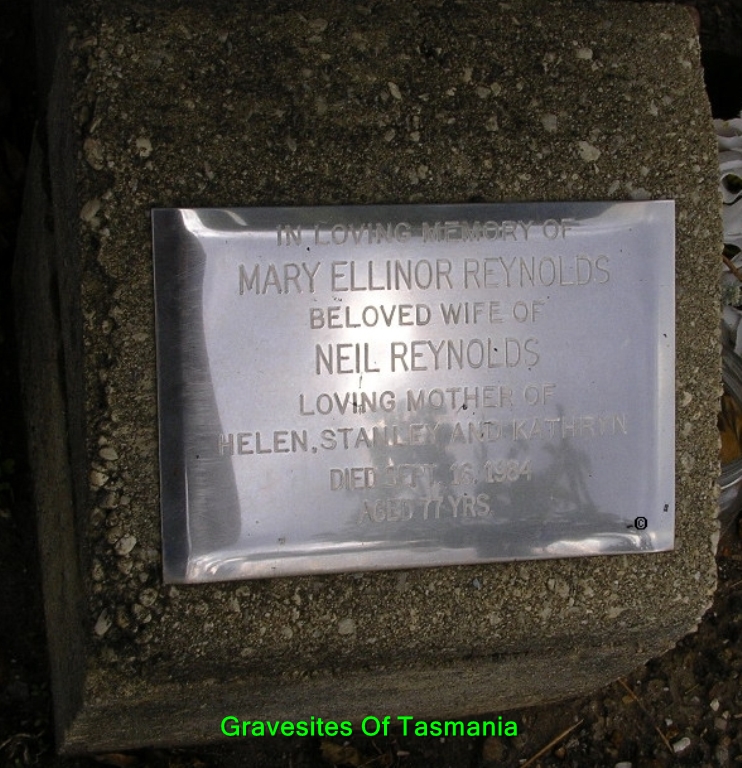 IN LOVING MEMORY OF
MARY ELLINOR REYNOLDS
BELOVED WIFE OF
NEIL REYNOLDS
LOVING MOTHER OF
HELEN, STANLEY AND KATHRYN
DIED SEPT. 16, 1984
AGED 77 YRS
©
Gravesites Of Tasmania